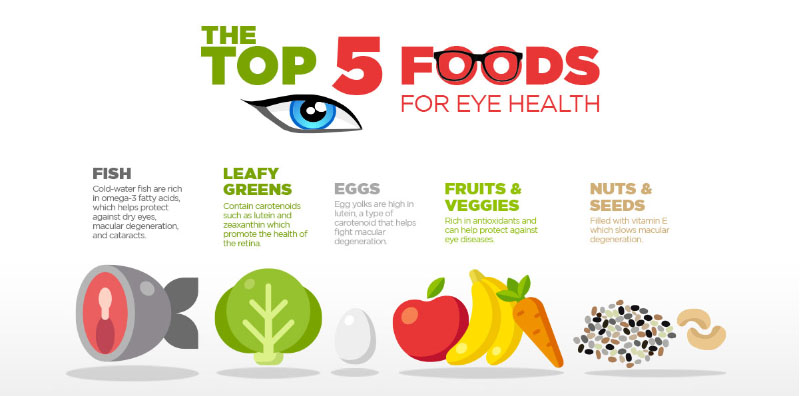 THE
TOP 5 FOODS
FOR EYE HEALTH
FISH
Cold-water fish are rich
in omega-3 fatty acids,
which helps protect
against dry eyes,
macular degeneration,
and cataracts.
LEAFY
GREENS
Contain carotenoids
such as lutein and
zeaxanthin which
promote the health of
the retina.
EGGS
Egg yolks are high in
lutein, a type of
carotenoid that helps
fight macular
degeneration.
FRUITS &
VEGGIES
Rich in antioxidants and
can help protect against
eye diseases.
NUTS &
SEEDS
Filled with vitamin E
which slows macular
degeneration.